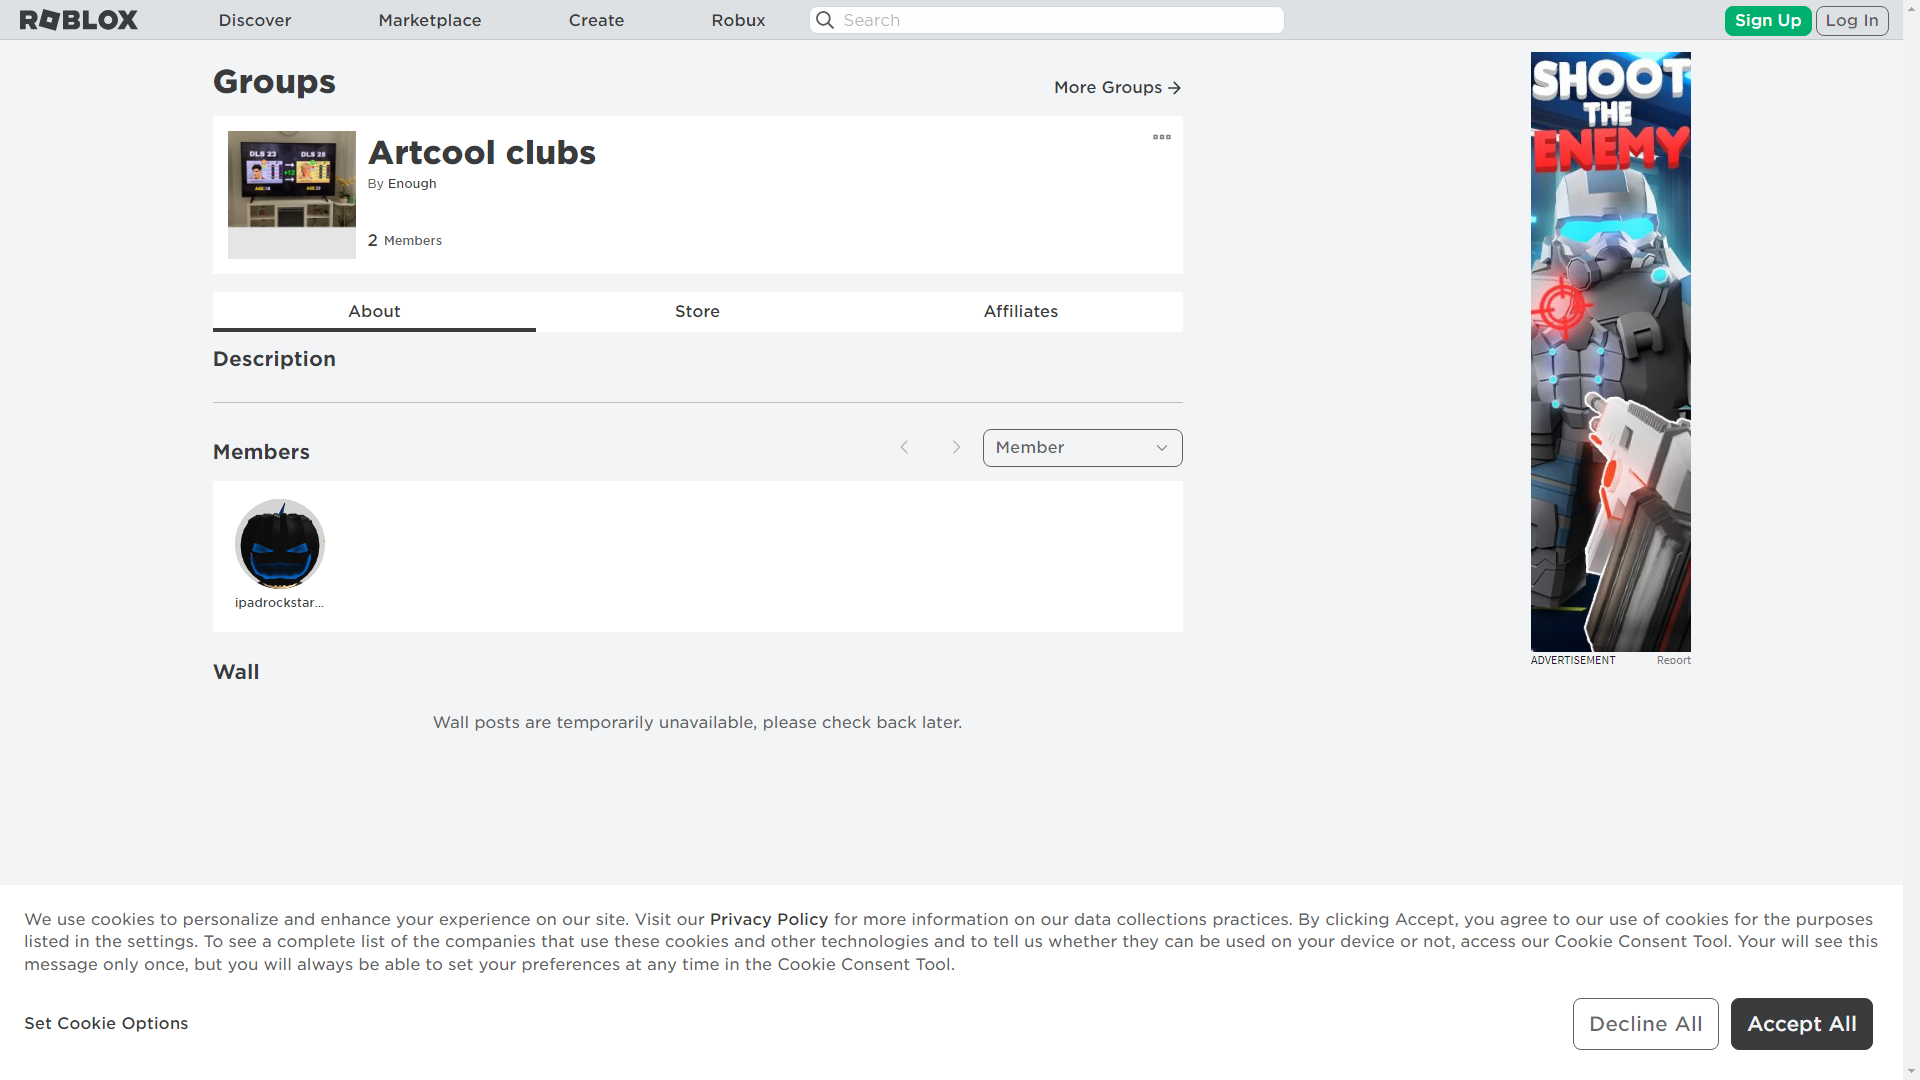 ROBLOX
Discover
Marketplace
Create
Robux
Search
Sign Up
Log In
Groups
More Groups
DLS 23
DLS 28
+12
Artcool clubs
By Enough
2 Members
About
Store
Affiliates
Description
Members
Member
ipadrockstar...
Wall
Wall posts are temporarily unavailable, please check back later.
SHOOT
THE
ENEMY
ADVERTISEMENT
Report
We use cookies to personalize and enhance your experience on our site. Visit our Privacy Policy for more information on our data collections practices. By clicking Accept, you agree to our use of cookies for the purposes
listed in the settings. To see a complete list of the companies that use these cookies and other technologies and to tell us whether they can be used on your device or not, access our Cookie Consent Tool. Your will see this
message only once, but you will always be able to set your preferences at any time in the Cookie Consent Tool.
Set Cookie Options
Decline All
Accept All